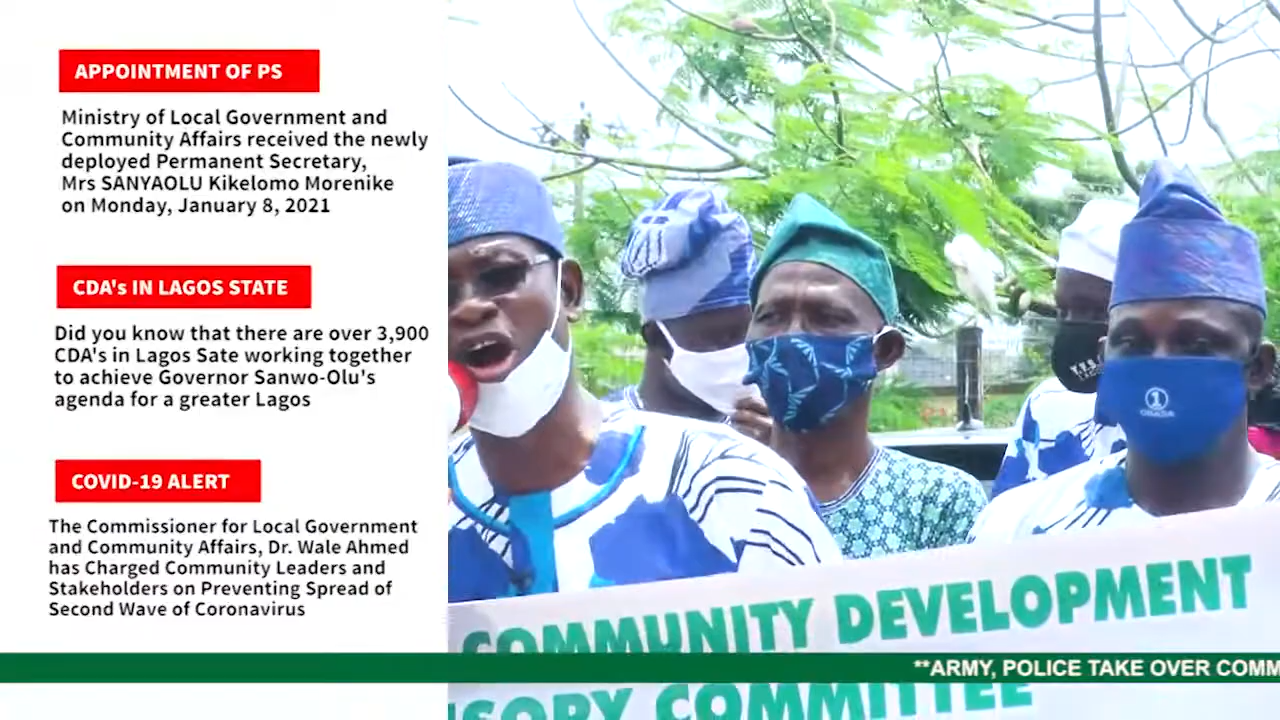 APPOINTMENT OF PS
Ministry of Local Government and
Community Affairs received the newly
deployed Permanent Secretary,
Mrs SANYAOLU Kikelomo Morenike
on Monday, January 8, 2021
CDA's IN LAGOS STATE
Did you know that there are over 3,900
CDA's in Lagos Sate working together
to achieve Governor Sanwo-Olu's
agenda for a greater Lagos
COVID-19 ALERT
The Commissioner for Local Government
and Community Affairs, Dr. Wale Ahmed
has Charged Community Leaders and
Stakeholders on Preventing Spread of
Second Wave of Coronavirus
1
COMMUNITY DEVELOPMENT
**ARMY, POLICE TAKE OVER COMM
ISORY COMMITTEE